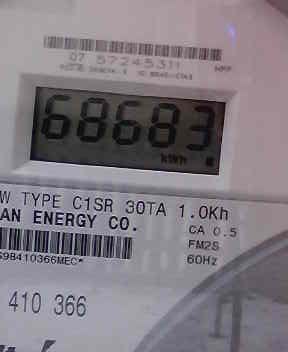 07 57245311
68683
kWh
W TYPE C1SR 30TA 1.0Kh
AN ENERGY CO.
CA 0.5
FM2S
S98410366MEC*
60Hz
410 366